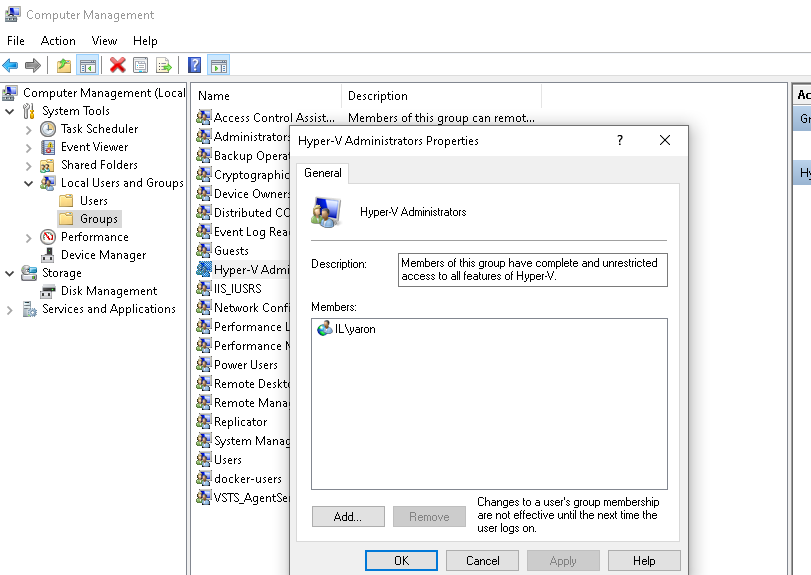 Computer Management
File Action View Help
Computer Management (Local
System Tools
Task Scheduler
Event Viewer
Shared Folders
Local Users and Groups
Users
Groups
Performance
Device Manager
Storage
Disk Management
Services and Applications
Name Description
Access Control Assist... Members of this group can remot...
Administrators
Backup Operat
Cryptographic
Device Owners
Distributed CO
Event Log Rea
Guests
Hyper-V Admi
IIS_IUSRS
Network Confi
Performance L
Performance M
Power Users
Remote Deskto
Remote Mana
Replicator
System Manag
Users
docker-users
VSTS_AgentSer
Hyper-V Administrators Properties
General
Hyper-V Administrators
Description:
Members of this group have complete and unrestricted
access to all features of Hyper-V.
Members:
IL\yaron
Add... Remove
Changes to a user's group membership
are not effective until the next time the
user logs on.
OK Cancel Apply Help
Ac
Gr
Hy